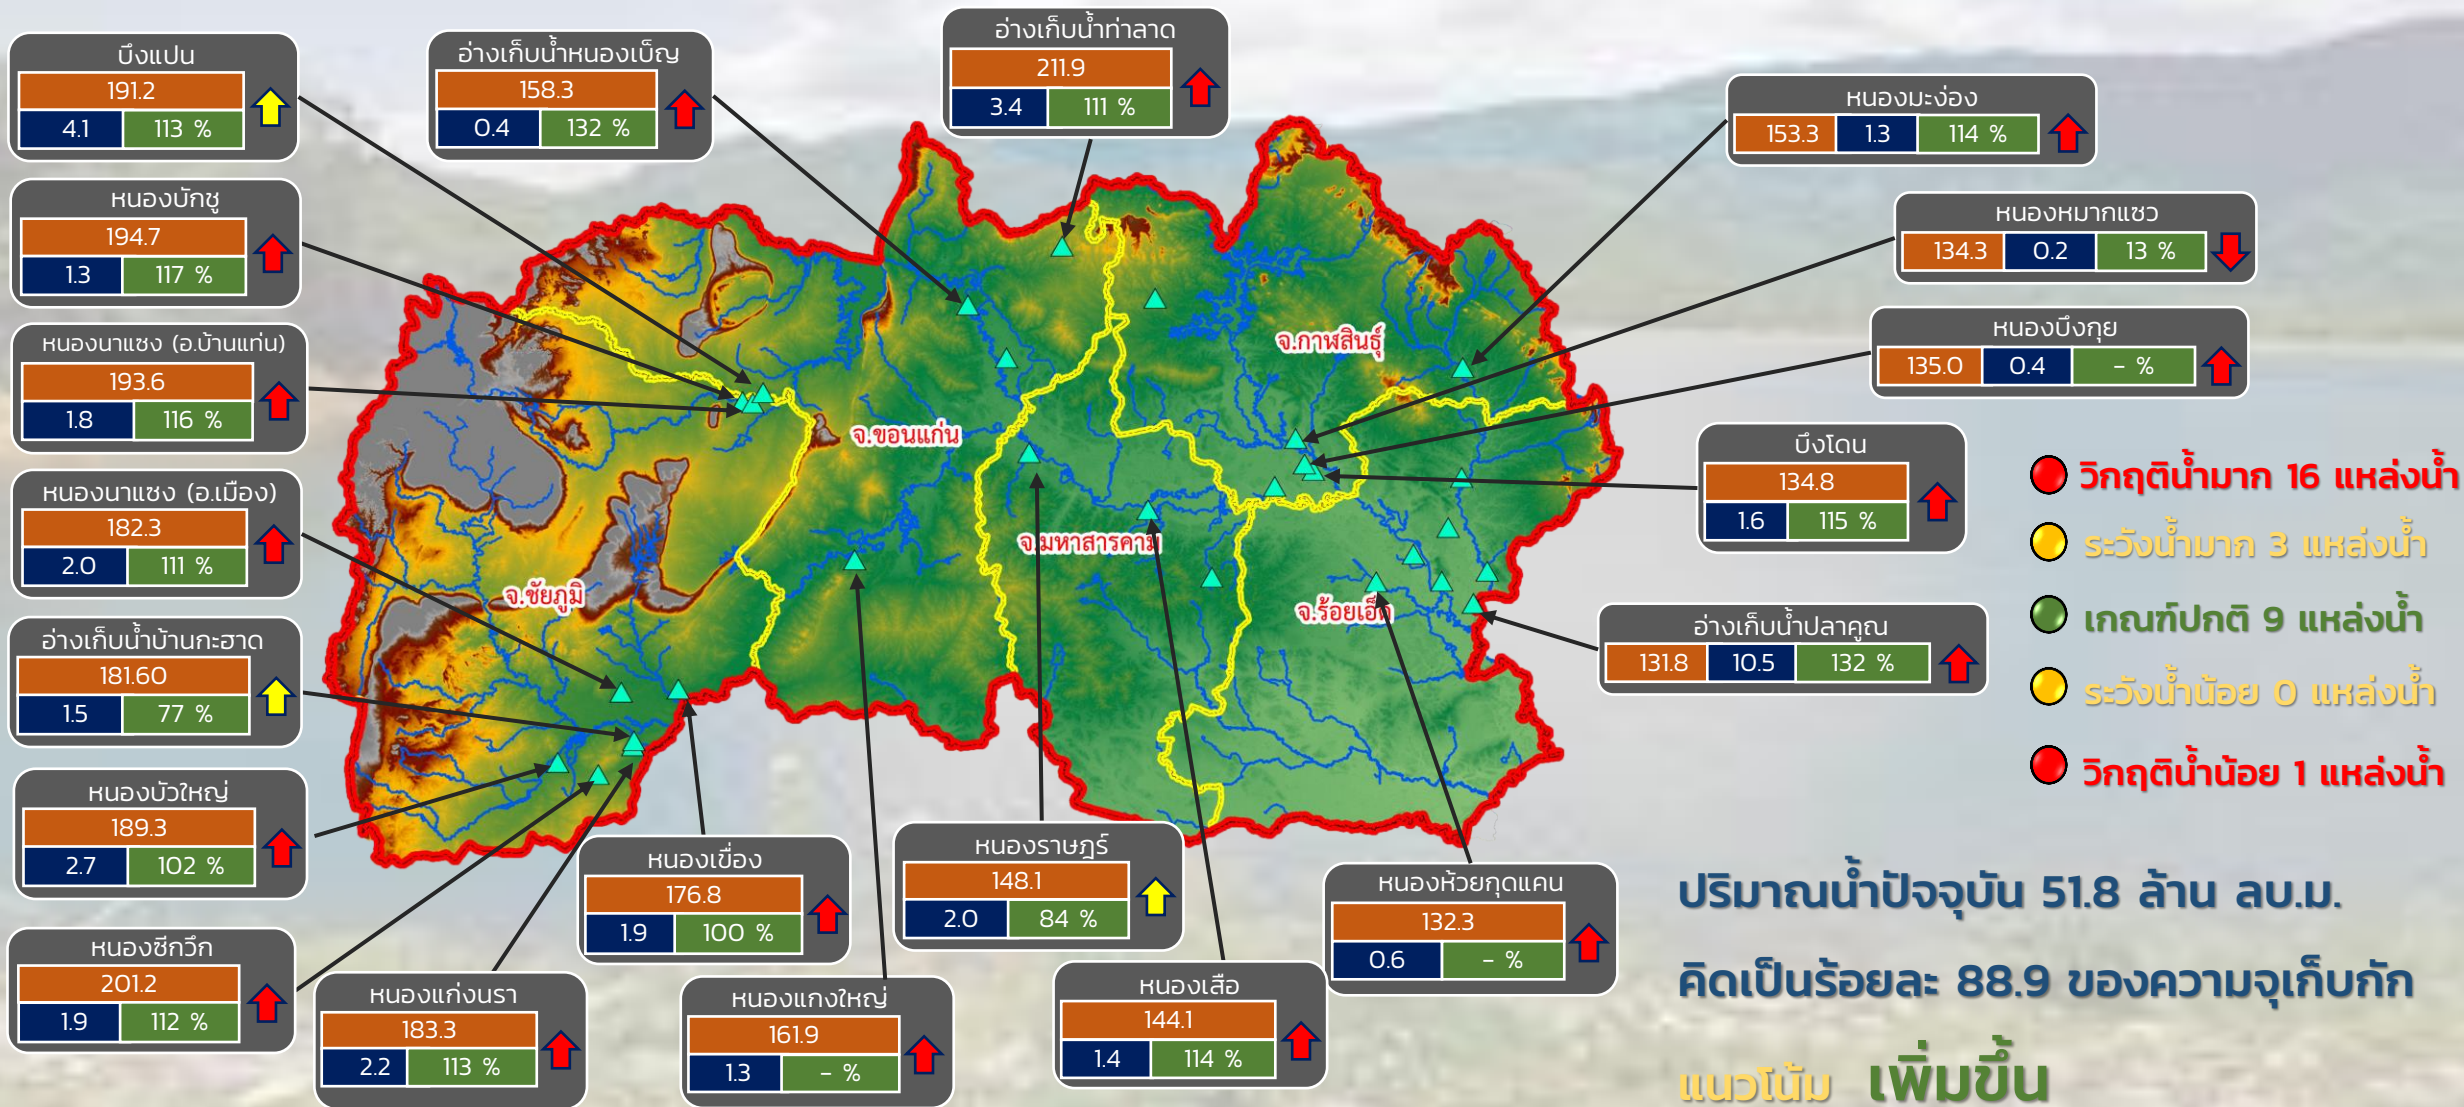 บึงแปน
191.2
4.1 113 %
อ่างเก็บน้ำหนองเบ็ญ
158.3
0.4 132 %
อ่างเก็บน้ำท่าลาด
211.9
3.4 111 %
หนองมะง่อง
153.3 1.3 114 %
หนองบักชู
194.7
1.3 117 %
หนองหมากแซว
134.3 0.2 13 %
หนองนาแซง (อ.บ้านแท่น)
193.6
1.8 116 %
หนองบึงกุย
135.0 0.4 - %
จ.กาฬสินธุ์
จ.ขอนแก่น
จ.มหาสารคาม
จ.ชัยภูมิ
จ.ร้อยเอ็ด
หนองนาแซง (อ.เมือง)
182.3
2.0 111 %
บึงโดน
134.8
1.6 115 %
อ่างเก็บน้ำบ้านกะฮาด
181.60
1.5 77 %
อ่างเก็บน้ำปลาคูณ
131.8 10.5 132 %
หนองบัวใหญ่
189.3
2.7 102 %
หนองซีกวึก
201.2
1.9 112 %
หนองแก่งนรา
183.3
2.2 113 %
หนองเขื่อง
176.8
1.9 100 %
หนองแกงใหญ่
161.9
1.3 - %
หนองราษฎร์
148.1
2.0 84 %
หนองเสือ
144.1
1.4 114 %
หนองห้วยกุดแคน
132.3
0.6 - %
วิกฤติน้ำมาก 16 แหล่งน้ำ
ระวังน้ำมาก 3 แหล่งน้ำ
เกณฑ์ปกติ 9 แหล่งน้ำ
ระวังน้ำน้อย 0 แหล่งน้ำ
วิกฤติน้ำน้อย 1 แหล่งน้ำ
ปริมาณน้ำปัจจุบัน 51.8 ล้าน ลบ.ม.
คิดเป็นร้อยละ 88.9 ของความจุเก็บกัก
แนวโน้ม เพิ่มขึ้น